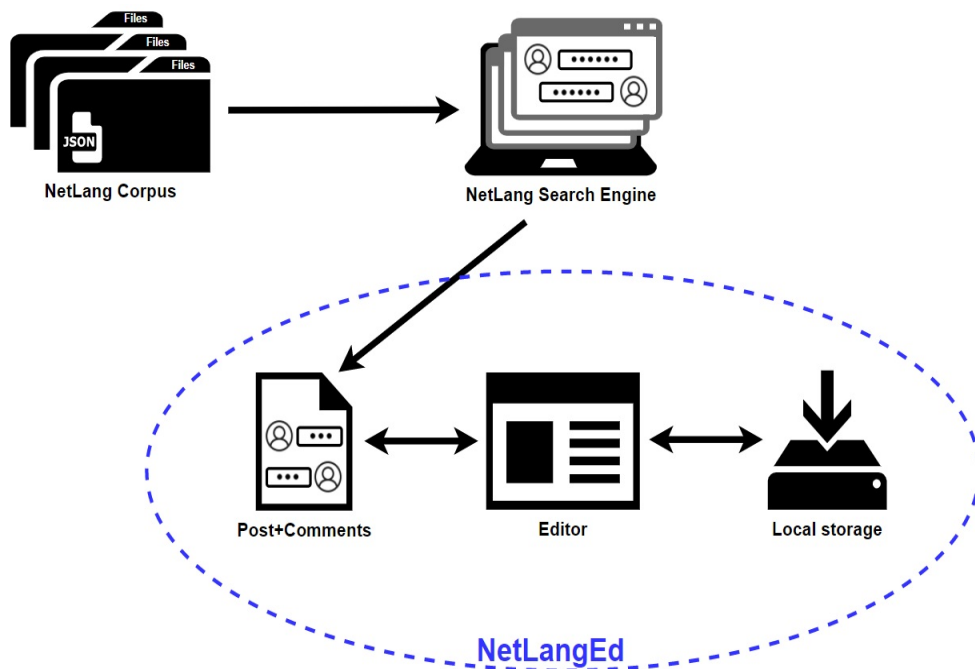 Files
Files
Files
JSON
NetLang Corpus
NetLang Search Engine
Post+Comments
Editor
Local storage
NetLangEd